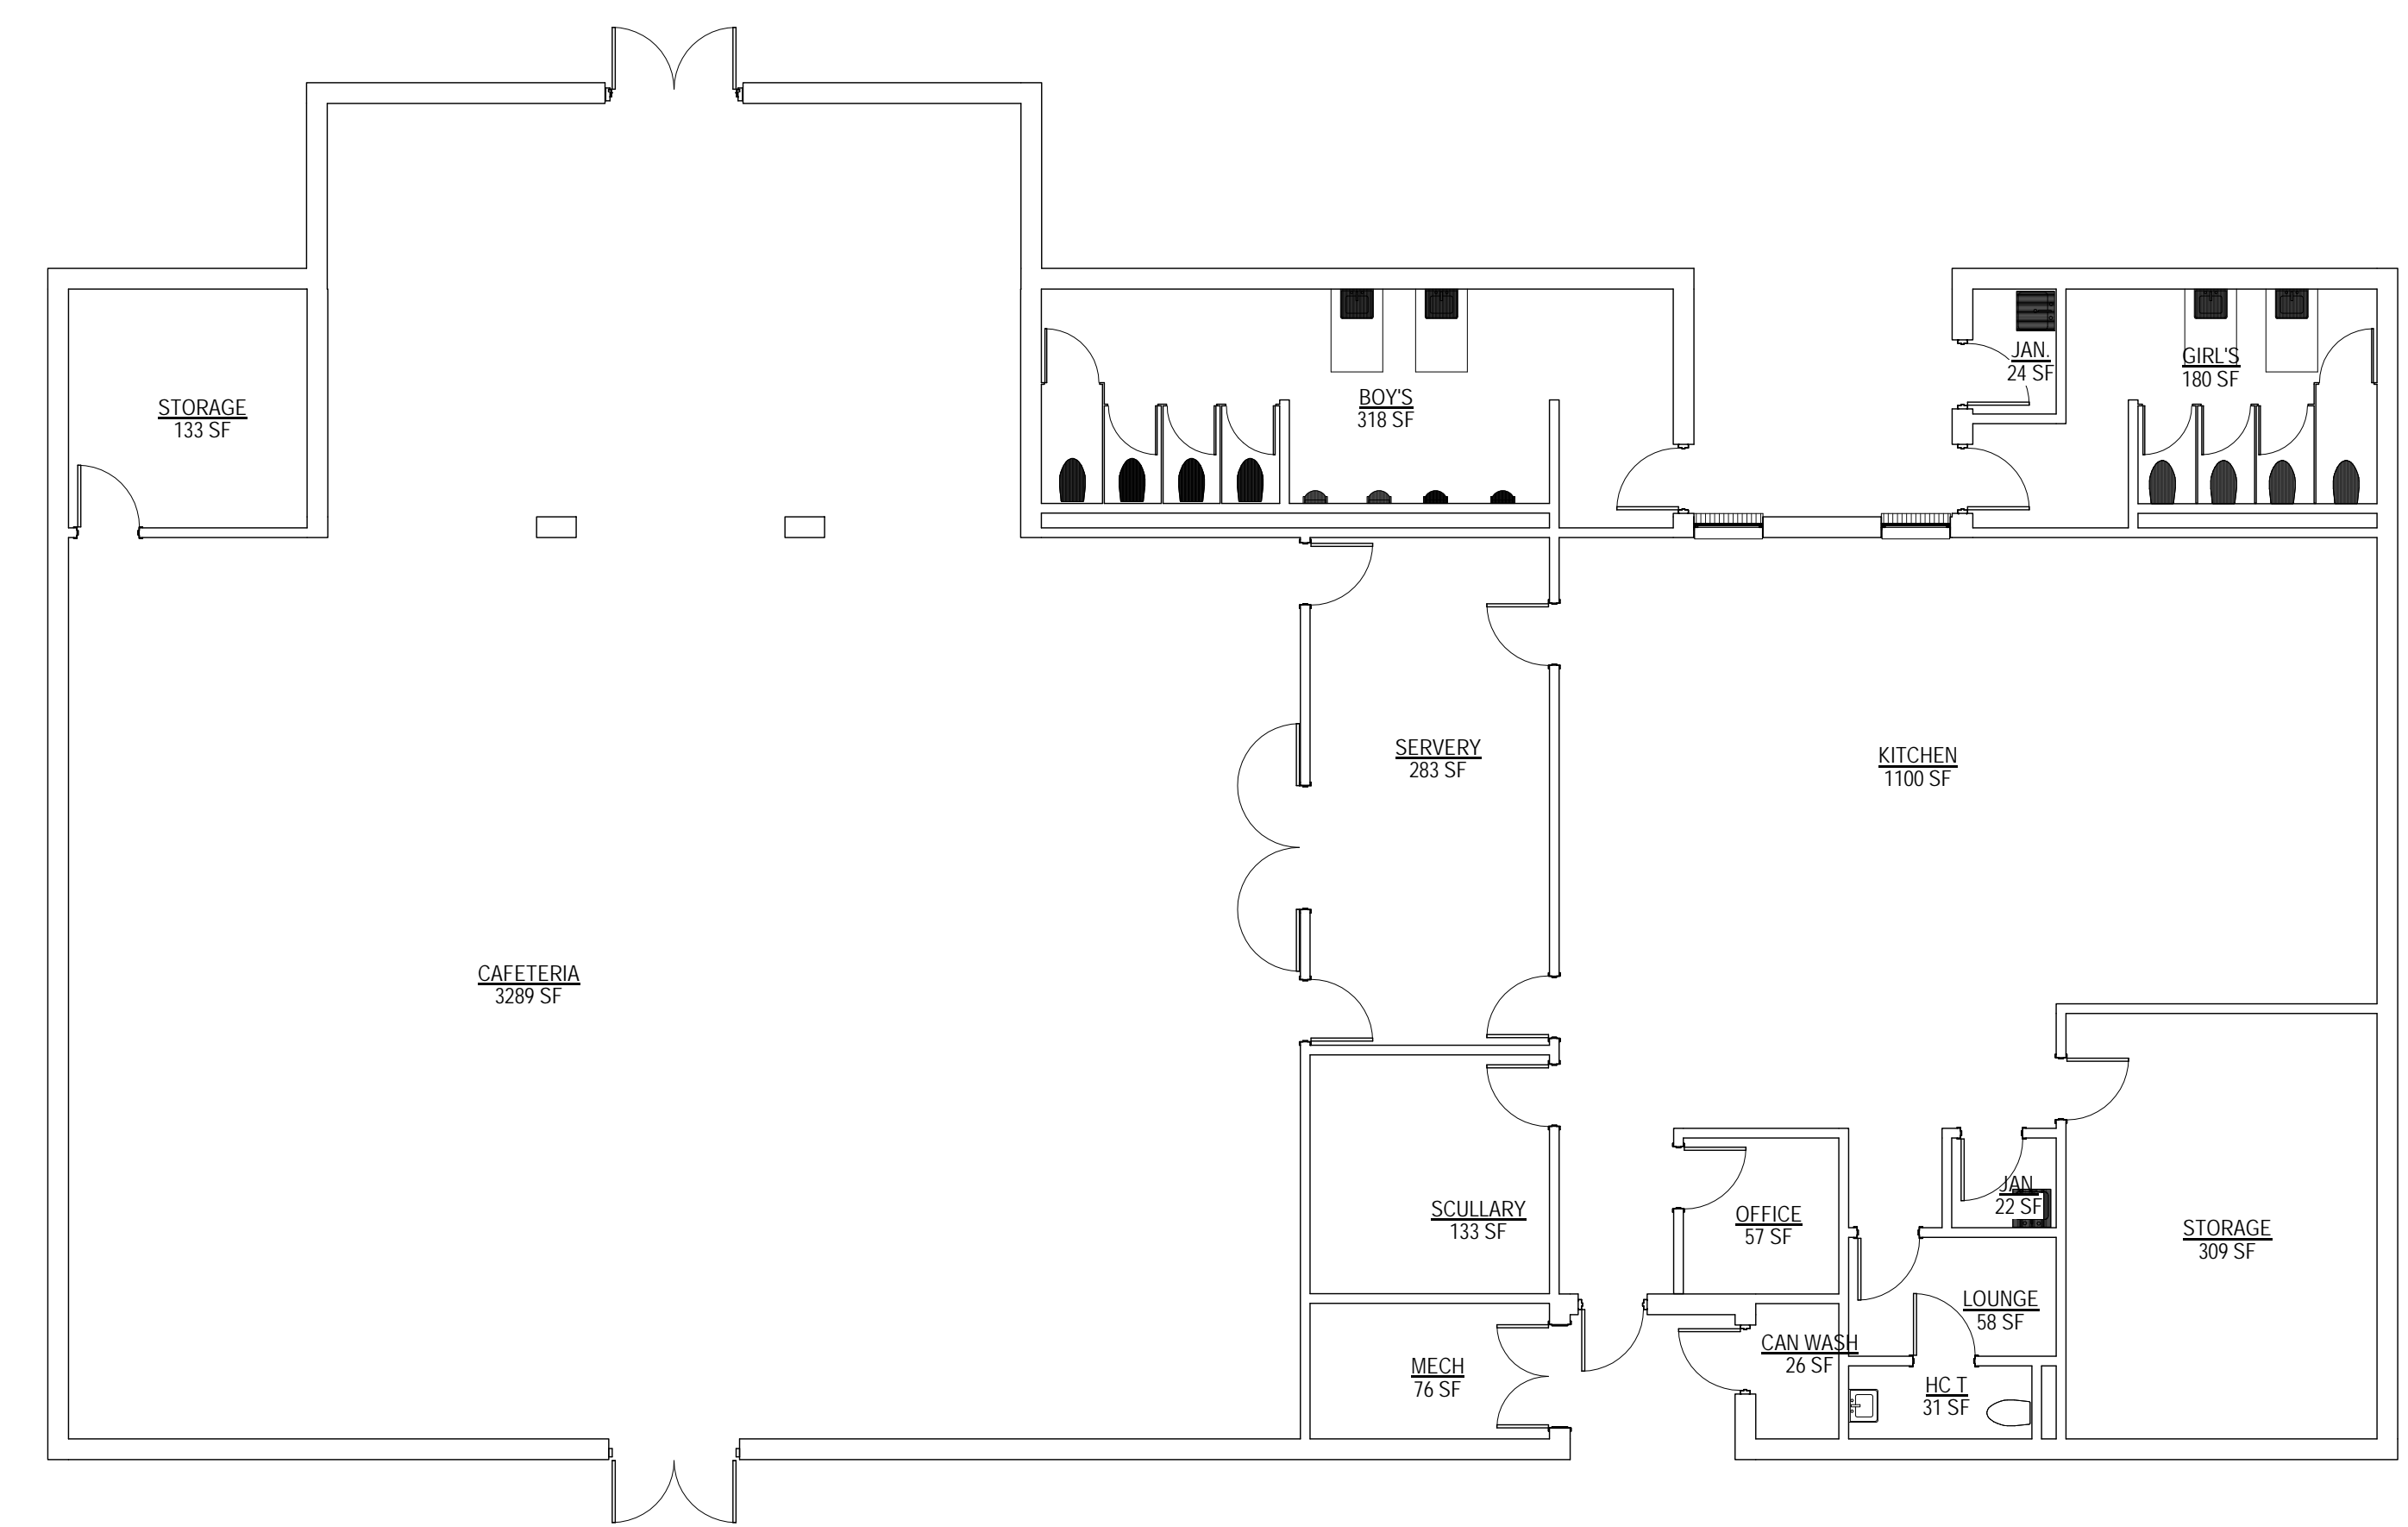 JAN.
24 SF
GIRL'S
180 SF
BOY'S
318 SF
STORAGE
133 SF
SERVERY
283 SF
KITCHEN
1100 SF
CAFETERIA
3289 SF
JAN.
22 SF
SCULLARY
133 SF
OFFICE
57 SF
STORAGE
309 SF
LOUNGE
58 SF
CAN WASH
26 SF
MECH
76 SF
HC T
31 SF